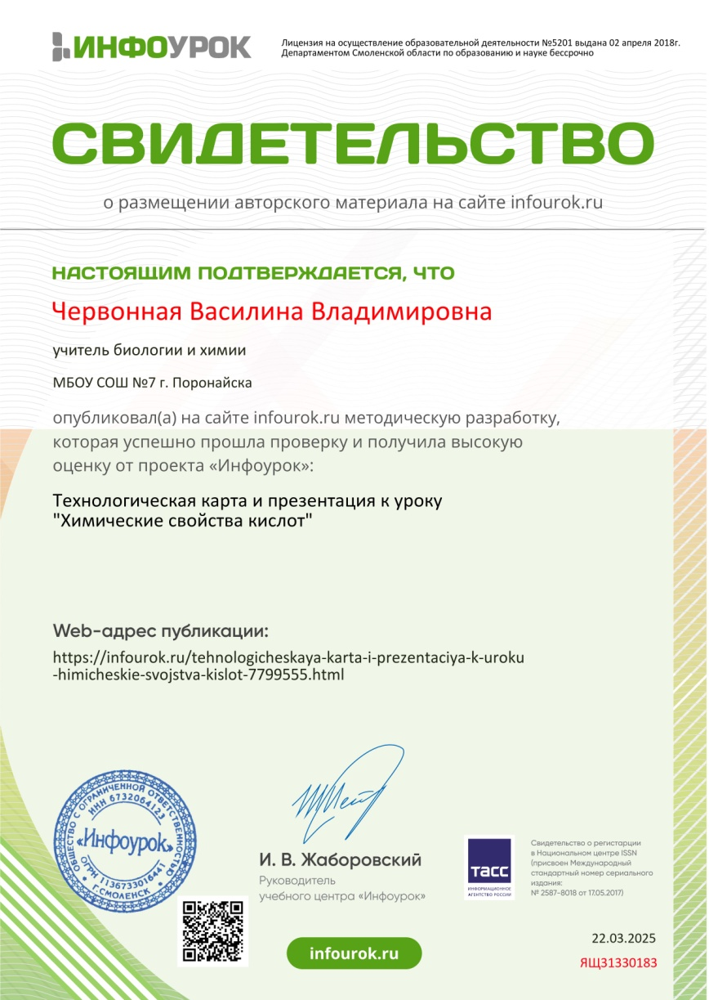 ИНФОУРОК
Лицензия на осуществление образовательной деятельности №5201 выдана 02 апреля 2018г.
Департаментом Смоленской области по образованию и науке бессрочно
СВИДЕТЕЛЬСТВО
о размещении авторского материала на сайте infourok.ru
НАСТОЯЩИМ ПОДТВЕРЖДАЕТСЯ, ЧТО
Червонная Василина Владимировна
учитель биологии и химии
МБОУ СОШ №7 г. Поронайска
опубликовал(а) на сайте infourok.ru методическую разработку,
которая успешно прошла проверку и получила высокую
оценку от проекта «Инфоурок»:
Технологическая карта и презентация к уроку
"Химические свойства кислот"
Web-адрес публикации:
https://infourok.ru/tehnologicheskaya-karta-i-prezentaciya-k-uroku
-himicheskie-svojstva-kislot-7799555.html
ОБЩЕСТВО С ОГРАНИЧЕННОЙ ОТВЕТСТВЕННОСТЬЮ
ИНН 6732064123
«Инфоурок»
ОГРН 1136733016441
* Г.СМОЛЕНСК *
И. В. Жаборовский
Руководитель
учебного центра «Инфоурок»
ТАСС
ИНФОРМАЦИОННОЕ
АГЕНТСТВО РОССИИ
Свидетельство о регистарции
в Национальном центре ISSN
(присвоен Международный
стандартный номер сериального
издания:
№ 2587-8018 от 17.05.2017)
infourok.ru
22.03.2025
ЯЩ31330183